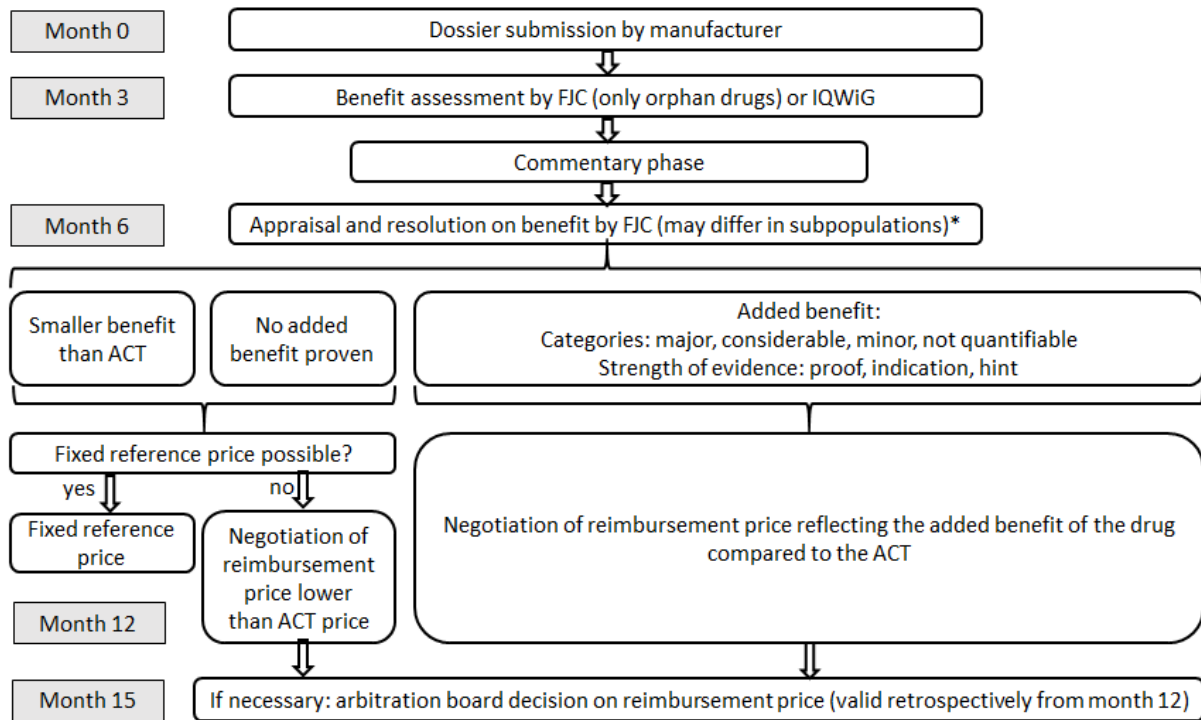 Month 0
Dossier submission by manufacturer
Month 3
Benefit assessment by FJC (only orphan drugs) or IQWiG
Commentary phase
Month 6
Appraisal and resolution on benefit by FJC (may differ in subpopulations)*
Smaller benefit
than ACT
No added
benefit proven
Added benefit:
Categories: major, considerable, minor, not quantifiable
Strength of evidence: proof, indication, hint
Fixed reference price possible?
yes
no
Fixed reference
price
Negotiation of
reimbursement
price lower
than ACT price
Negotiation of reimbursement price reflecting the added benefit of the drug
compared to the ACT
Month 12
Month 15
If necessary: arbitration board decision on reimbursement price (valid retrospectively from month 12)